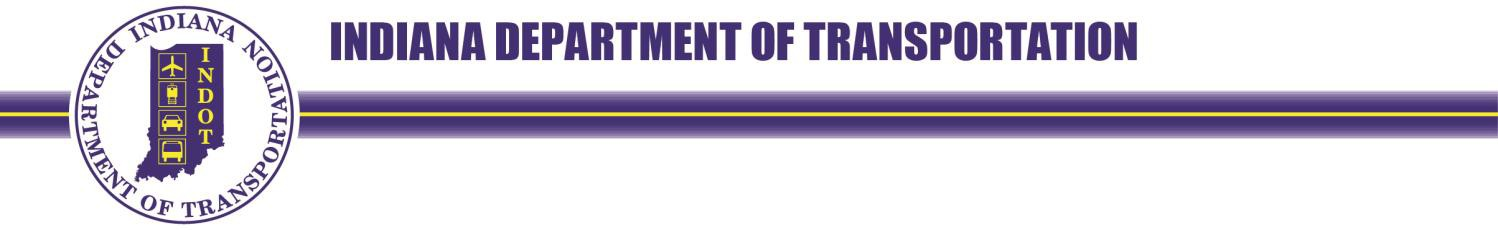 INDIANA DEPARTMENT OF TRANSPORTATION
INDIANA DEPARTMENT OF TRANSPORTATION
INDOT